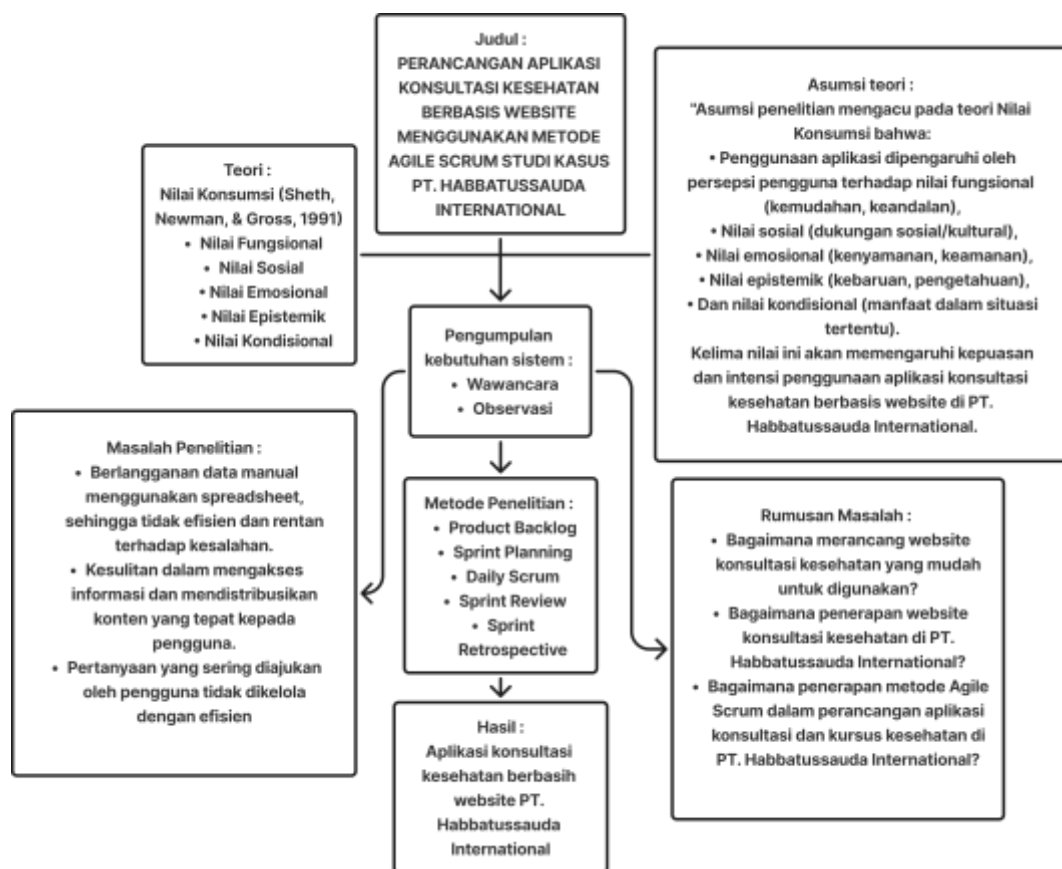 Judul :
PERANCANGAN APLIKASI
KONSULTASI KESEHATAN
BERBASIS WEBSITE
MENGGUNAKAN METODE
AGILE SCRUM STUDI KASUS
PT. HABBATUSSAUDA
INTERNATIONAL
Teori :
Nilai Konsumsi (Sheth,
Newman, & Gross, 1991)
• Nilai Fungsional
• Nilai Sosial
• Nilai Emosional
• Nilai Epistemik
• Nilai Kondisional
Asumsi teori :
"Asumsi penelitian mengacu pada teori Nilai
Konsumsi bahwa:
• Penggunaan aplikasi dipengaruhi oleh
persepsi pengguna terhadap nilai fungsional
(kemudahan, keandalan),
• Nilai sosial (dukungan sosial/kultural),
• Nilai emosional (kenyamanan, keamanan),
• Nilai epistemik (kebaruan, pengetahuan),
• Dan nilai kondisional (manfaat dalam situasi
tertentu).
Kelima nilai ini akan memengaruhi kepuasan
dan intensi penggunaan aplikasi konsultasi
kesehatan berbasis website di PT.
Habbatussauda International.
Pengumpulan
kebutuhan sistem :
• Wawancara
• Observasi
Masalah Penelitian :
• Berlangganan data manual
menggunakan spreadsheet,
sehingga tidak efisien dan rentan
terhadap kesalahan.
• Kesulitan dalam mengakses
informasi dan mendistribusikan
konten yang tepat kepada
pengguna.
• Pertanyaan yang sering diajukan
oleh pengguna tidak dikelola
dengan efisien
Metode Penelitian :
• Product Backlog
• Sprint Planning
• Daily Scrum
• Sprint Review
• Sprint
Retrospective
Rumusan Masalah :
• Bagaimana merancang website
konsultasi kesehatan yang mudah
untuk digunakan?
• Bagaimana penerapan website
konsultasi kesehatan di PT.
Habbatussauda International?
• Bagaimana penerapan metode Agile
Scrum dalam perancangan aplikasi
konsultasi dan kursus kesehatan di
PT. Habbatussauda International?
Hasil :
Aplikasi konsultasi
kesehatan berbasih
website PT.
Habbatussauda
International